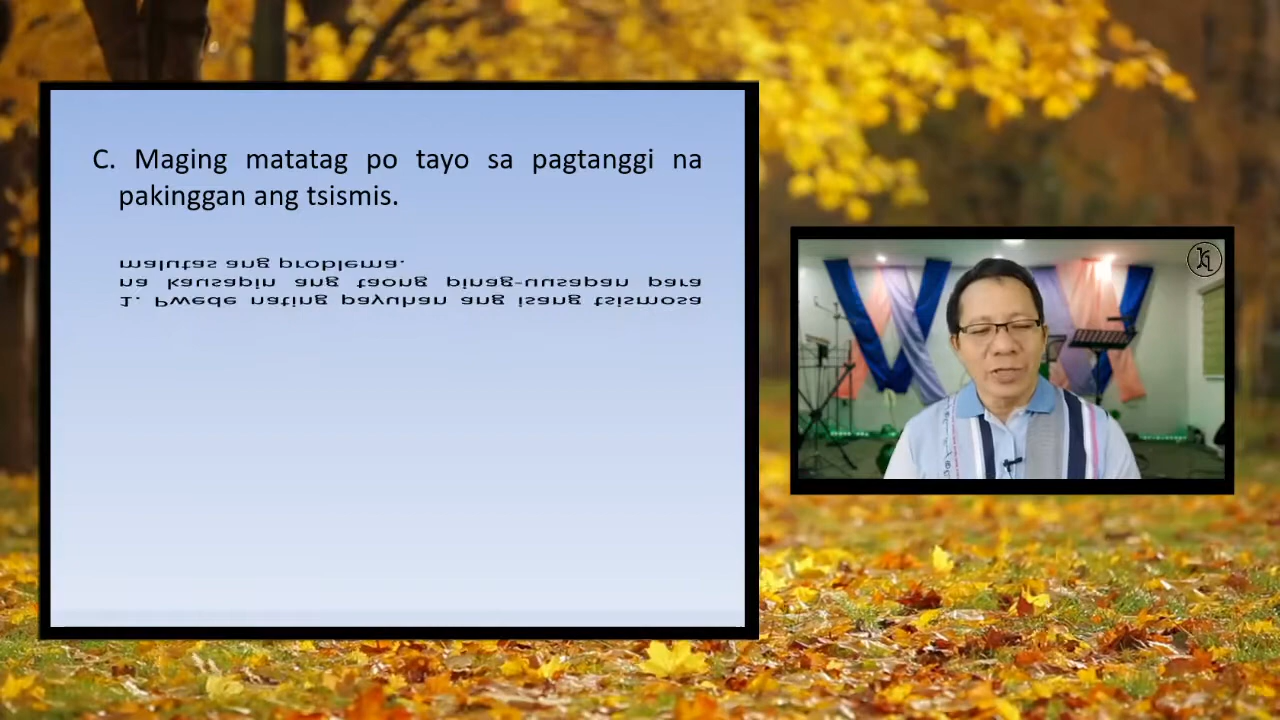 C. Maging matatag po tayo sa pagtanggi na
pakinggan ang tsismis.
1. Pwede nating payuhan ang isang tsismosa
na kausapin ang taong pinag-uusapan para
malutas ang problema.